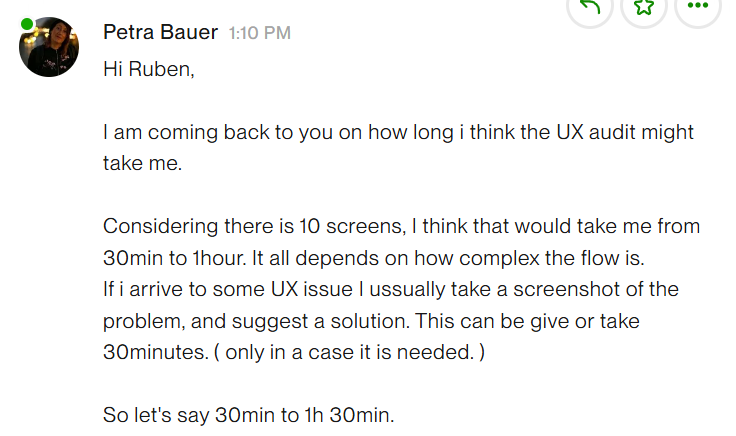 Petra Bauer 1:10 PM
Hi Ruben,
I am coming back to you on how long i think the UX audit might
take me.
Considering there is 10 screens, I think that would take me from
30min to 1hour. It all depends on how complex the flow is.
If i arrive to some UX issue I ussually take a screenshot of the
problem, and suggest a solution. This can be give or take
30minutes. ( only in a case it is needed. )
So let's say 30min to 1h 30min.